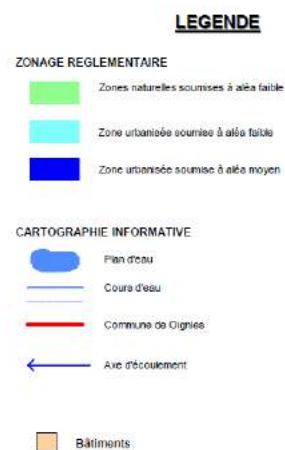 LEGENDE
ZONAGE REGLEMENTAIRE
Zones naturelles soumises à aléa faible
Zone urbanisée soumise à aléa faible
Zone urbanisée soumise à aléa moyen
CARTOGRAPHIE INFORMATIVE
Plan d'eau
Cours d'eau
Commune de Oignies
Axe d'écoulement
Bâtiments